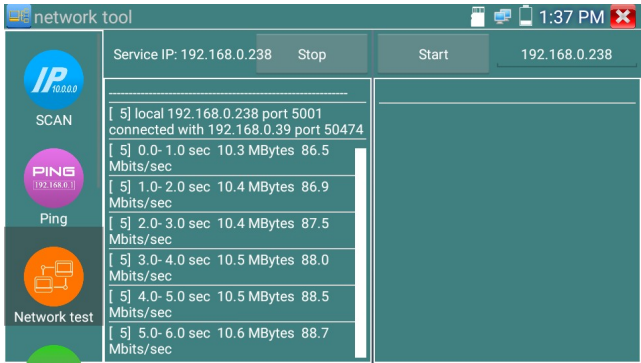 network tool
1:37 PM
Service IP: 192.168.0.238
Stop
Start
192.168.0.238
IP
10.0.0.0
SCAN
PING
[192.168.0.1]
Ping
Network test
[ 5] local 192.168.0.238 port 5001
connected with 192.168.0.39 port 50474
[ 5] 0.0- 1.0 sec 10.3 MBytes 86.5
Mbits/sec
[ 5] 1.0- 2.0 sec 10.4 MBytes 86.9
Mbits/sec
[ 5] 2.0- 3.0 sec 10.4 MBytes 87.5
Mbits/sec
[ 5] 3.0- 4.0 sec 10.5 MBytes 88.0
Mbits/sec
[ 5] 4.0- 5.0 sec 10.5 MBytes 88.5
Mbits/sec
[ 5] 5.0- 6.0 sec 10.6 MBytes 88.7
Mbits/sec